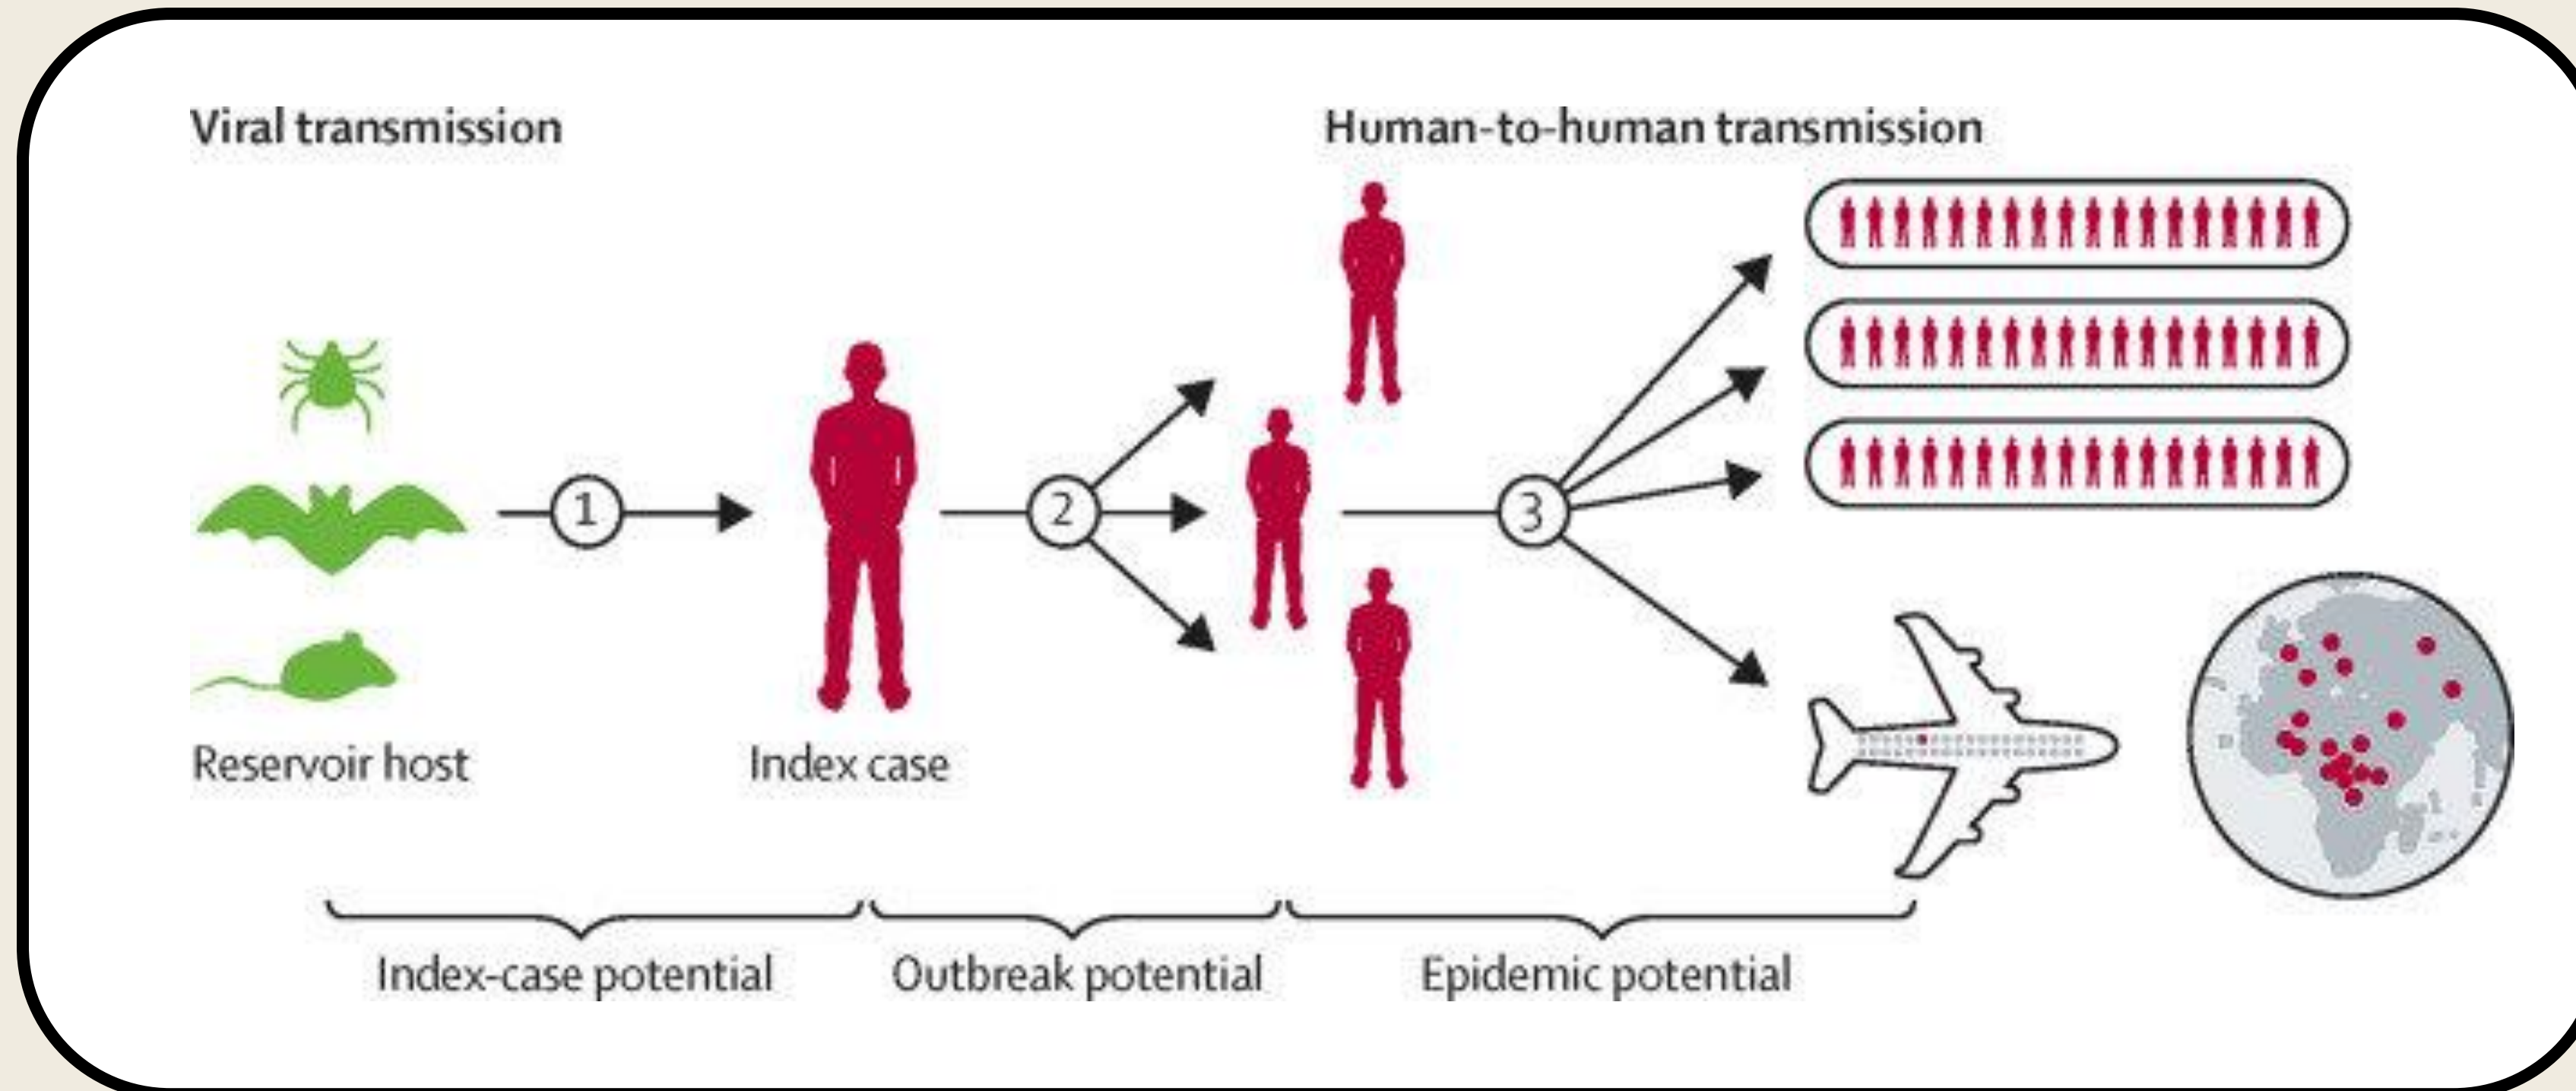 Viral transmission
Human-to-human transmission
1
2
3
Reservoir host
Index case
Index-case potential
Outbreak potential
Epidemic potential